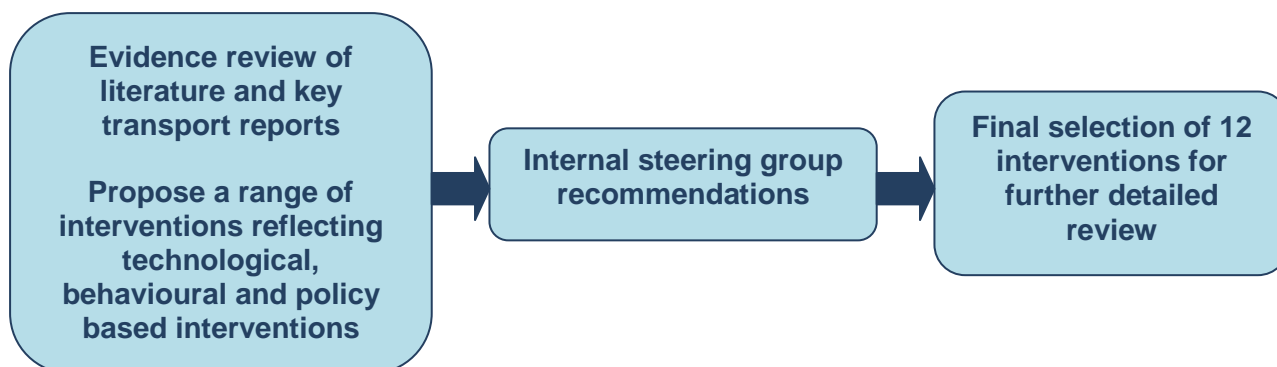 Evidence review of
literature and key
transport reports
Propose a range of
interventions reflecting
technological,
behavioural and policy
based interventions
Internal steering group
recommendations
Final selection of 12
interventions for
further detailed
review